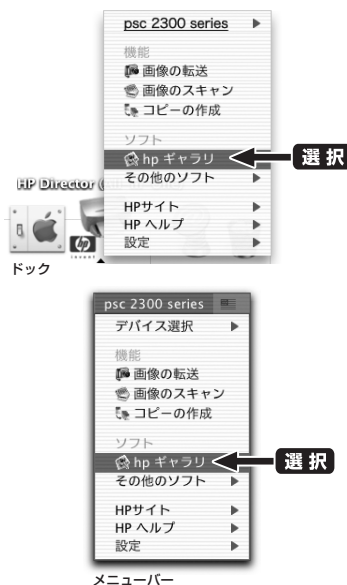 psc 2300 series
機能
画像の転送
画像のスキャン
コピーの作成
ソフト
hp ギャラリ
選択
その他のソフト
HPサイト
HP ヘルプ
設定
HP Director
hp
invent
ドック
psc 2300 series
デバイス選択
機能
画像の転送
画像のスキャン
コピーの作成
ソフト
hp ギャラリ
選択
その他のソフト
HPサイト
HP ヘルプ
設定
メニューバー